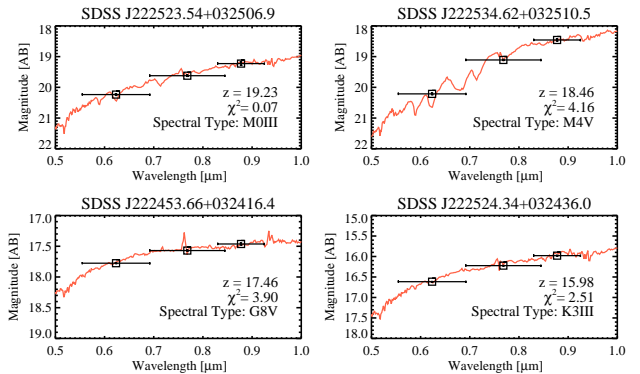 SDSS J222523.54+032506.9
18
19
20
21
22
Magnitude [AB]
z = 19.23
χ²= 0.07
Spectral Type: M0III
0.5 0.6 0.7 0.8 0.9 1.0
Wavelength [μm]
SDSS J222534.62+032510.5
18
19
20
21
22
Magnitude [AB]
z = 18.46
χ²= 4.16
Spectral Type: M4V
0.5 0.6 0.7 0.8 0.9 1.0
Wavelength [μm]
SDSS J222453.66+032416.4
17.0
17.5
18.0
18.5
19.0
Magnitude [AB]
z = 17.46
χ²= 3.90
Spectral Type: G8V
0.5 0.6 0.7 0.8 0.9 1.0
Wavelength [μm]
SDSS J222524.34+032436.0
15.0
15.5
16.0
16.5
17.0
17.5
18.0
Magnitude [AB]
z = 15.98
χ²= 2.51
Spectral Type: K3III
0.5 0.6 0.7 0.8 0.9 1.0
Wavelength [μm]